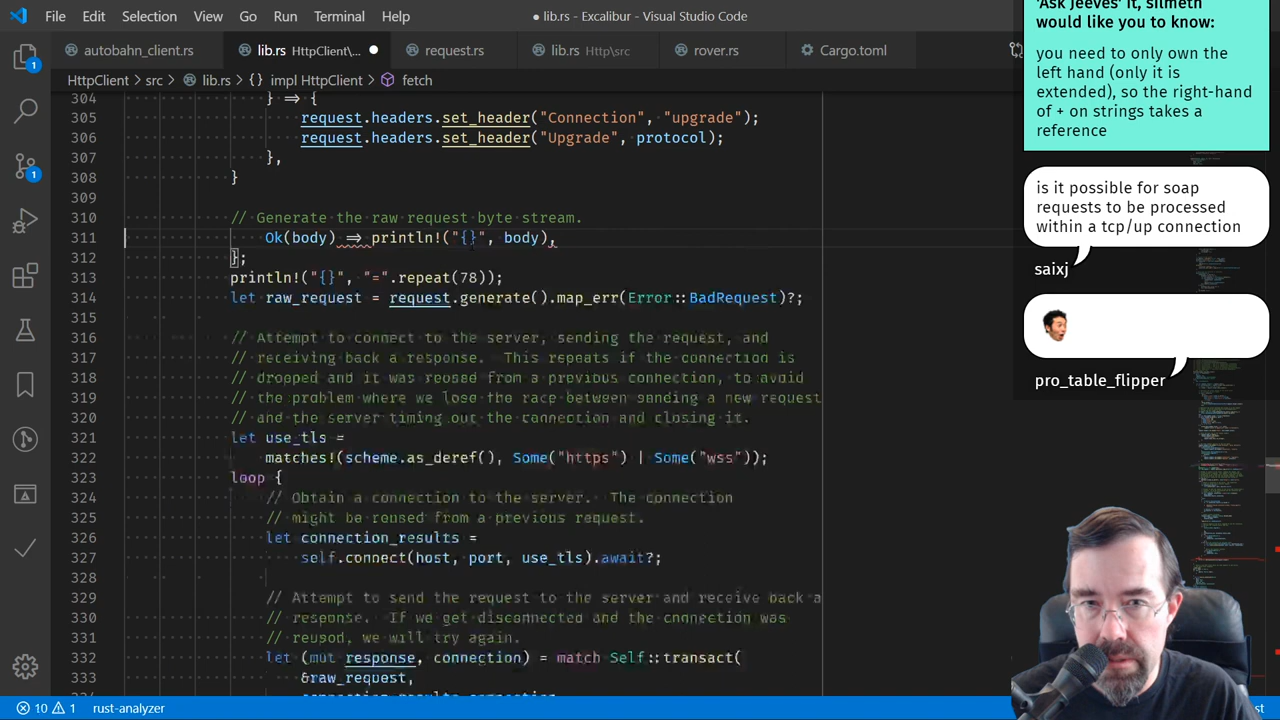 File Edit Selection View Go Run Terminal Help
● lib.rs - Excalibur - Visual Studio Code
autobahn_client.rs lib.rs HttpClient\... ● request.rs lib.rs Http\src rover.rs Cargo.toml
HttpClient > src > lib.rs > {} impl HttpClient > fetch
304 } => {
305 request.headers.set_header("Connection", "upgrade");
306 request.headers.set_header("Upgrade", protocol);
307 },
308 }
309
310 // Generate the raw request byte stream.
311 Ok(body) => println!("{}", body),
312 };
313 println!("{}", "=".repeat(78));
314 let raw_request = request.generate().map_err(Error::BadRequest)?;
315
316 // Attempt to connect to the server, sending the request, and
317 // receiving back a response.  This repeats if the connection is
318 // dropped and it was reused from a previous connection, to avoid
319 // the problem where we lose the race between sending a new request
320 // and the server timing out the connection and closing it.
321 let use_tls =
322 matches!(scheme.as_deref(), Some("https") | Some("wss"));
323 loop {
324 // Obtain a connection to the server.  The connection
325 // might be reused from a previous request.
326 let connection_results =
327 self.connect(host, port, use_tls).await?;
328
329 // Attempt to send the request to the server and receive back a
330 // response.  If we get disconnected and the connection was
331 // reused, we will try again.
332 let (mut response, connection) = match Self::transact(
333 &raw_request,
10 1 rust-analyzer
'Ask Jeeves' it, silmeth
would like you to know:
you need to only own the
left hand (only it is
extended), so the right-hand
of + on strings takes a
reference
is it possible for soap
requests to be processed
within a tcp/up connection
saixj
pro_table_flipper